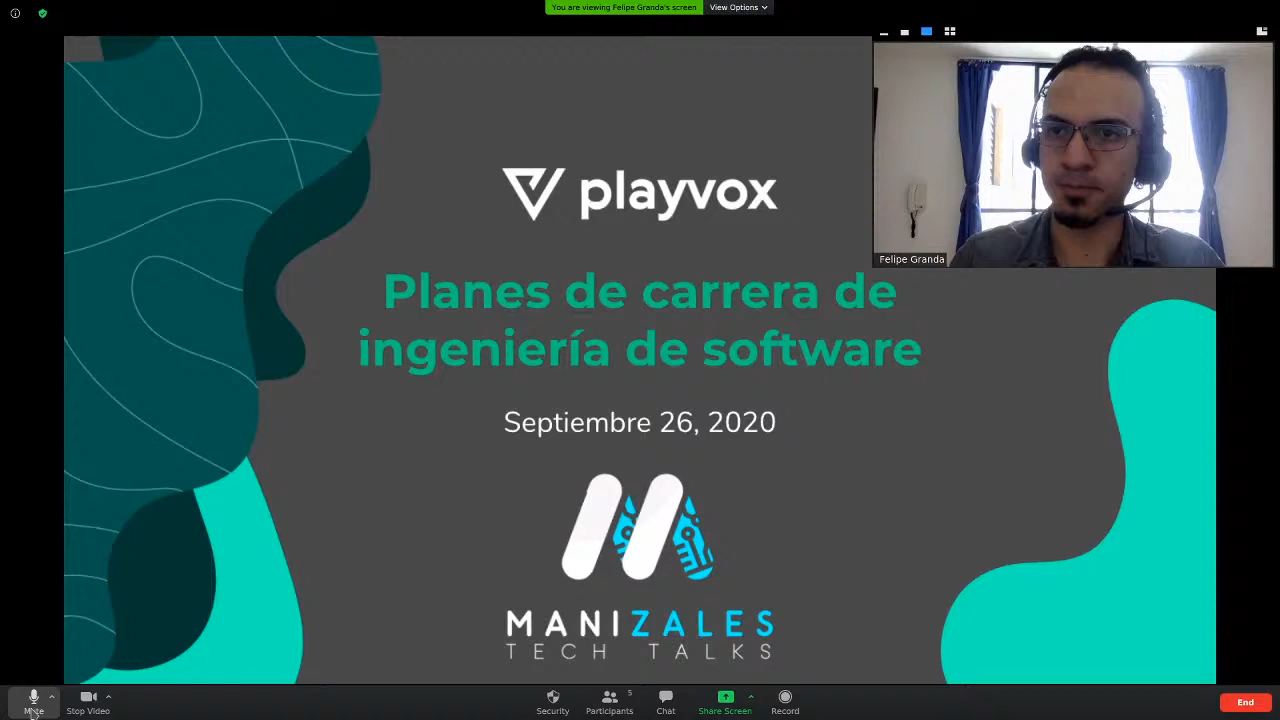 You are viewing Felipe Granda's screen
View Options
playvox
Felipe Granda
Planes de carrera de
ingeniería de software
Septiembre 26, 2020
MANIZALES
TECH TALKS
Stop Video
Security
Participants
5
Chat
Share Screen
Record
End